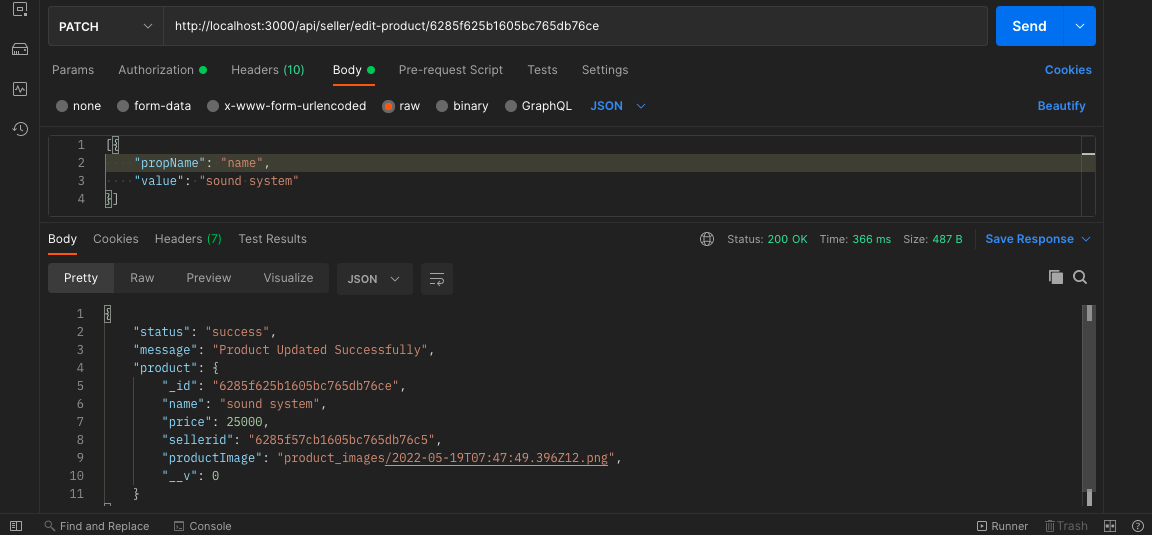 PATCH http://localhost:3000/api/seller/edit-product/6285f625b1605bc765db76ce Send
Params Authorization Headers (10) Body Pre-request Script Tests Settings Cookies
none form-data x-www-form-urlencoded raw binary GraphQL JSON Beautify
1 [{
2 "propName": "name",
3 "value": "sound system"
4 }]
Body Cookies Headers (7) Test Results Status: 200 OK Time: 366 ms Size: 487 B Save Response
Pretty Raw Preview Visualize JSON
1 {
2 "status": "success",
3 "message": "Product Updated Successfully",
4 "product": {
5 "_id": "6285f625b1605bc765db76ce",
6 "name": "sound system",
7 "price": 25000,
8 "sellerid": "6285f57cb1605bc765db76c5",
9 "productImage": "product_images/2022-05-19T07:47:49.396Z12.png",
10 "__v": 0
11 }
Find and Replace Console Runner Trash